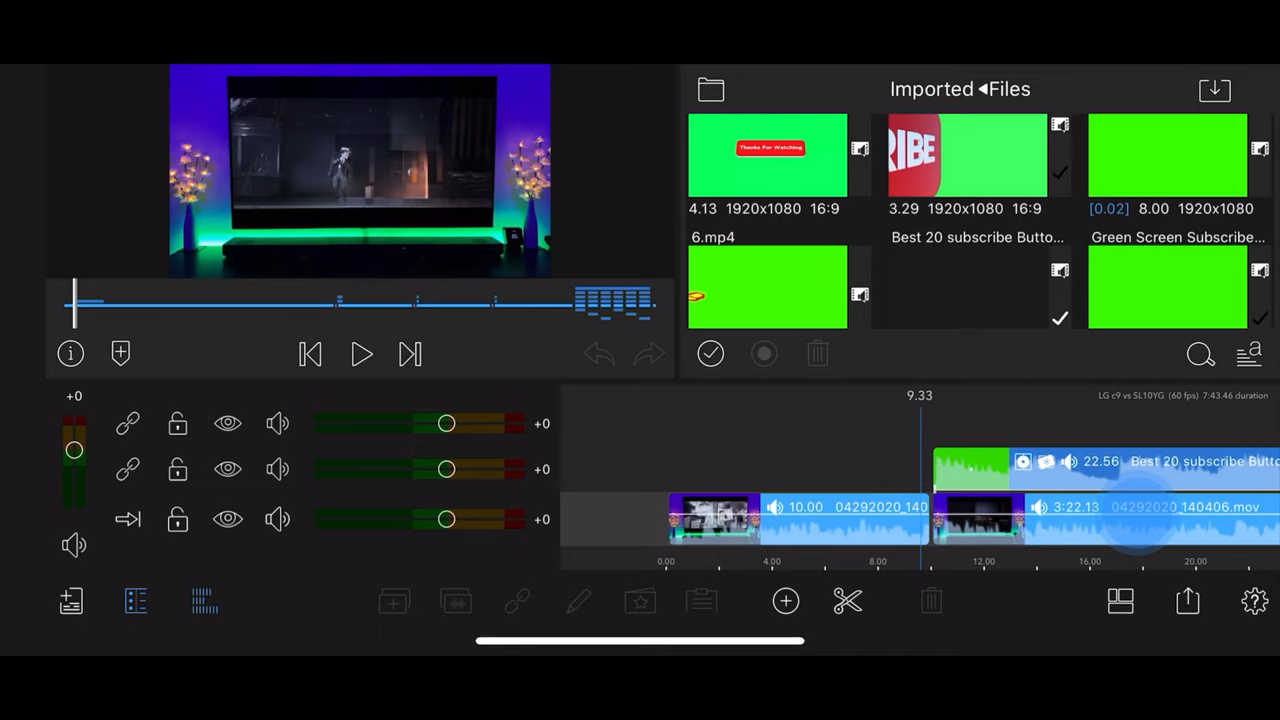 Imported ◂Files
Thanks For Watching
RIBE
4.13 1920x1080 16:9
3.29 1920x1080 16:9
[0.02] 8.00 1920x1080
6.mp4
Best 20 subscribe Butto...
Green Screen Subscribe...
+0
9.33
LG c9 vs SL10YG (60 fps) 7:43.46 duration
+0
22.56 Best 20 subscribe Butto
+0
10.00 04292020_140
3:22.13 04292020_140406.mov
+0
0.00 4.00 8.00 12.00 16.00 20.00